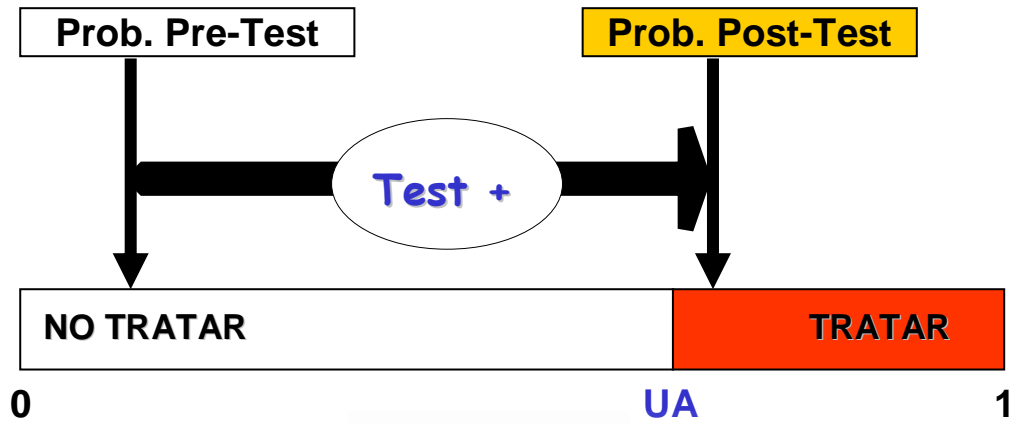 Prob. Pre-Test
Prob. Post-Test
Test +
NO TRATAR
TRATAR
0
UA
1